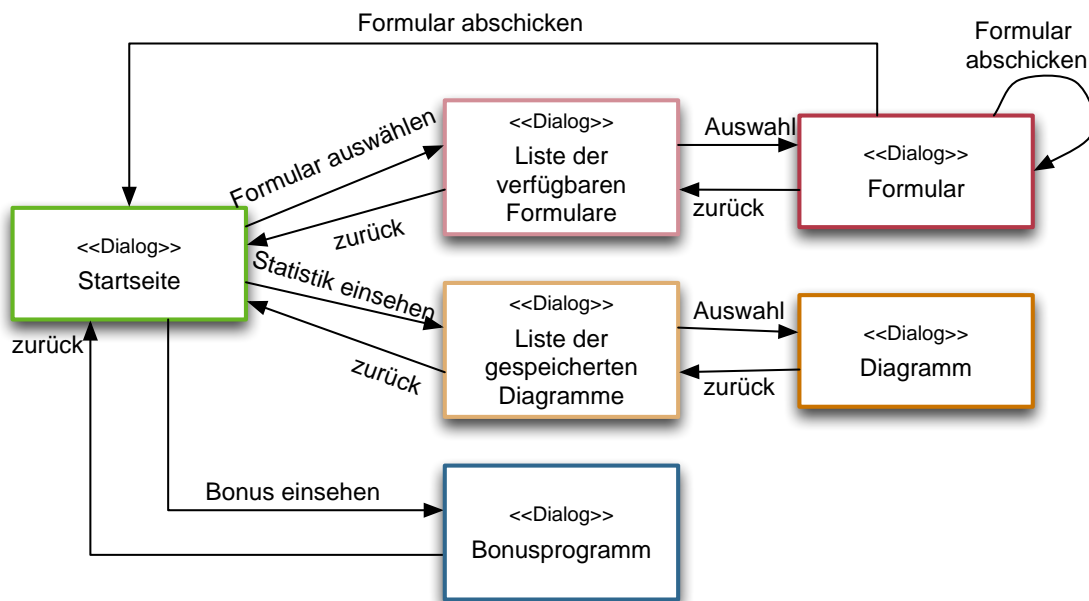 Formular abschicken
Formular
abschicken
Formular auswählen
<<Dialog>>
Liste der
verfügbaren
Formulare
Auswahl
<<Dialog>>
Formular
zurück
zurück
<<Dialog>>
Startseite
Statistik einsehen
<<Dialog>>
Liste der
gespeicherten
Diagramme
Auswahl
<<Dialog>>
Diagramm
zurück
zurück
zurück
Bonus einsehen
<<Dialog>>
Bonusprogramm